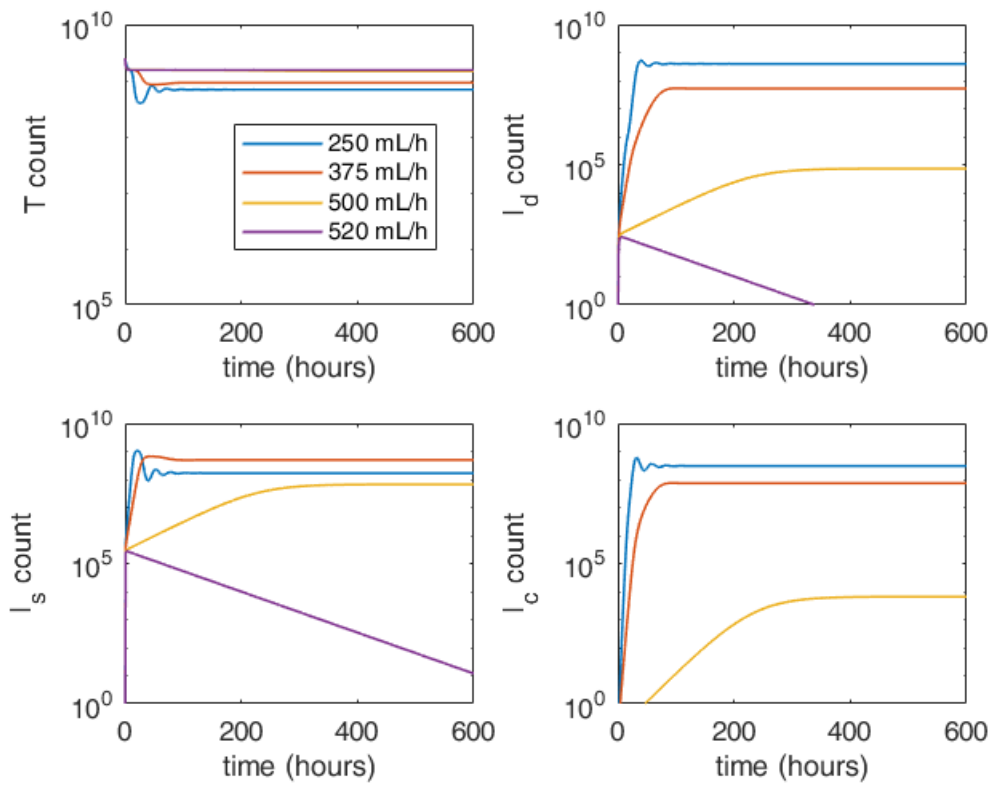 T count
10^10
10^5
250 mL/h
375 mL/h
500 mL/h
520 mL/h
0 200 400 600
time (hours)
I_d count
10^10
10^5
10^0
0 200 400 600
time (hours)
I_s count
10^10
10^5
10^0
0 200 400 600
time (hours)
I_c count
10^10
10^5
10^0
0 200 400 600
time (hours)